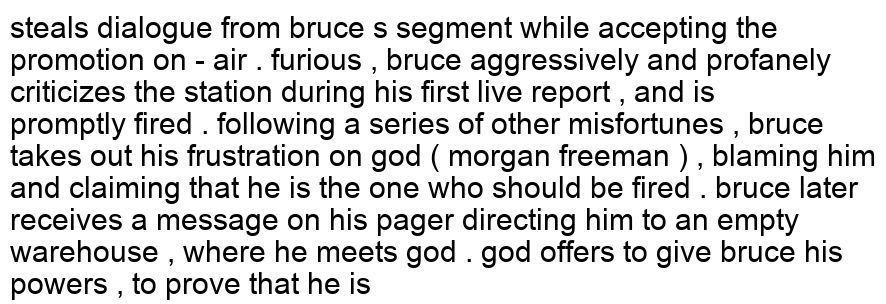 steals dialogue from bruce s segment while accepting the
promotion on - air . furious , bruce aggressively and profanely
criticizes the station during his first live report , and is
promptly fired . following a series of other misfortunes , bruce
takes out his frustration on god ( morgan freeman ) , blaming him
and claiming that he is the one who should be fired . bruce later
receives a message on his pager directing him to an empty
warehouse , where he meets god . god offers to give bruce his
powers , to prove that he is